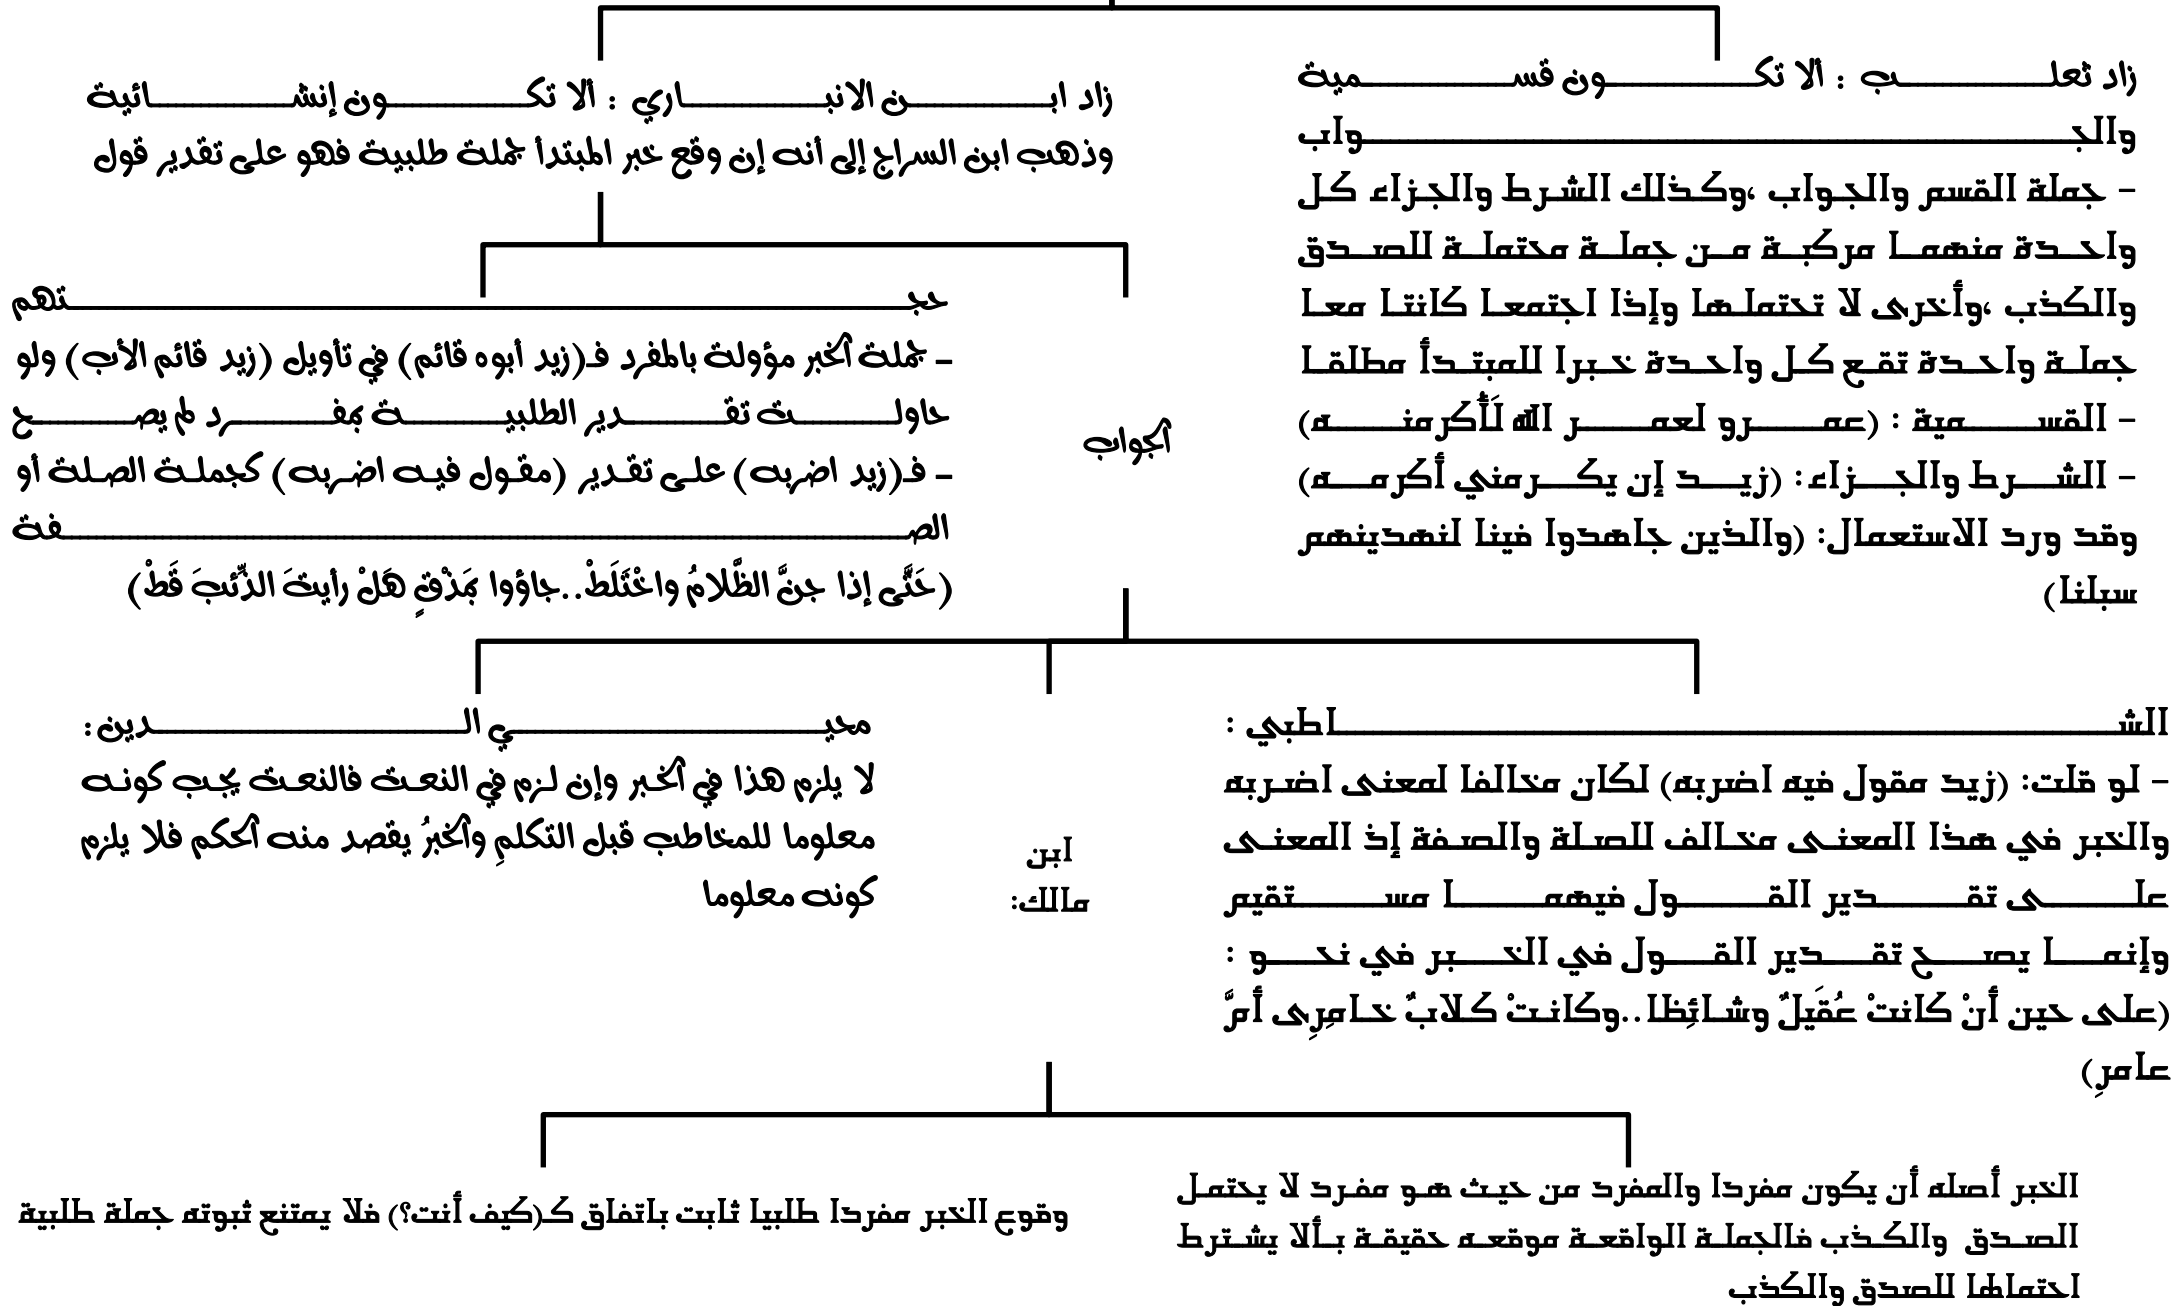 زاد ثعلب : ألا تكون قسمية
والجواب
- جملة القسم والجواب ،وكذلك الشرط والجزاء كل
واحدة منهما مركبة من جملة محتملة للصدق
والكذب ،وأخرى لا تحتملها وإذا اجتمعا كانتا معا
جملة واحدة تقع كل واحدة خبرا للمبتدأ مطلقا
- القسمية : (عمرو لعمر الله لَأُكرمنه)
- الشرط والجزاء: (زيد إن يكرمني أكرمه)
وقد ورد الاستعمال: (والذين جاهدوا فينا لنهدينهم
سبلنا)
زاد ابن الانباري : ألا تكون إنشائية
وذهب ابن السراج إلى أنه إن وقع خبر المبتدأ جملة طلبية فهو على تقدير قول
حجتهم
- جملة الخبر مؤولة بالمفرد فـ(زيد أبوه قائم) في تأويل (زيد قائم الأب) ولو
حاولت تقدير الطلبية بمفرد لم يصح
- فـ(زيد اضربه) على تقدير (مقول فيه اضربه) كجملة الصلة أو
الصفة
(حَتَّى إذا جنَّ الظَّلامُ واخْتَلَطْ..جاؤوا بمَذْقٍ هَلْ رأيتَ الذِّئبَ قَطْ)
الجواب
الشاطبي :
- لو قلت: (زيد مقول فيه اضربه) لكان مخالفا لمعنى اضربه
والخبر في هذا المعنى مخالف للصلة والصفة إذ المعنى
على تقدير القول فيهما مستقيم
وإنما يصح تقدير القول في الخبر في نحو :
(على حين أنْ كانتْ عُقَيلٌ وشائِظا..وكانتْ كلابٌ خامِرِى أمَّ
عامرِ)
ابن
مالك:
محيي الدين:
لا يلزم هذا في الخبر وإن لزم في النعت فالنعت يجب كونه
معلوما للمخاطب قبل التكلمِ والخبرُ يقصد منه الحكم فلا يلزم
كونه معلوما
الخبر أصله أن يكون مفردا والمفرد من حيث هو مفرد لا يحتمل
الصدق والكذب فالجملة الواقعة موقعه حقيقة بألا يشترط
احتمالها للصدق والكذب
وقوع الخبر مفردا طلبيا ثابت باتفاق كـ(كيف أنت؟) فلا يمتنع ثبوته جملة طلبية